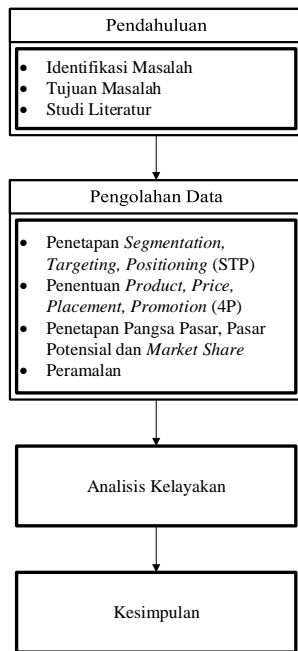 Pendahuluan
• Identifikasi Masalah
• Tujuan Masalah
• Studi Literatur
Pengolahan Data
• Penetapan Segmentation,
Targeting, Positioning (STP)
• Penentuan Product, Price,
Placement, Promotion (4P)
• Penetapan Pangsa Pasar, Pasar
Potensial dan Market Share
• Peramalan
Analisis Kelayakan
Kesimpulan